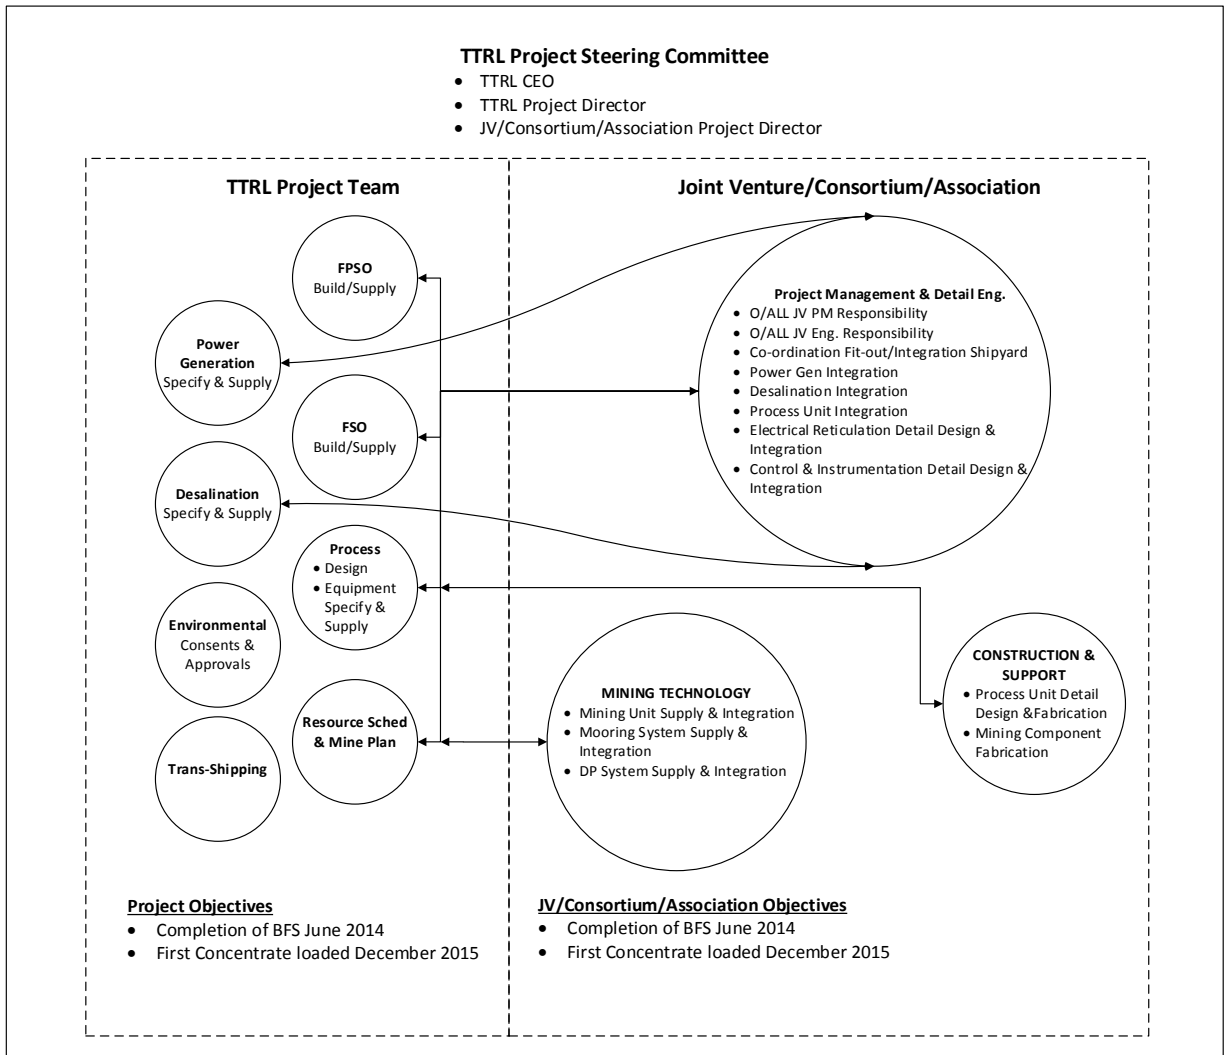 TTRL Project Steering Committee
• TTRL CEO
• TTRL Project Director
• JV/Consortium/Association Project Director
TTRL Project Team
FPSO
Build/Supply
Power
Generation
Specify & Supply
FSO
Build/Supply
Desalination
Specify & Supply
Process
• Design
• Equipment
Specify &
Supply
Environmental
Consents &
Approvals
Resource Sched
& Mine Plan
Trans-Shipping
Project Objectives
• Completion of BFS June 2014
• First Concentrate loaded December 2015
Joint Venture/Consortium/Association
Project Management & Detail Eng.
• O/ALL JV PM Responsibility
• O/ALL JV Eng. Responsibility
• Co-ordination Fit-out/Integration Shipyard
• Power Gen Integration
• Desalination Integration
• Process Unit Integration
• Electrical Reticulation Detail Design &
Integration
• Control & Instrumentation Detail Design &
Integration
MINING TECHNOLOGY
• Mining Unit Supply & Integration
• Mooring System Supply &
Integration
• DP System Supply & Integration
CONSTRUCTION &
SUPPORT
• Process Unit Detail
Design &Fabrication
• Mining Component
Fabrication
JV/Consortium/Association Objectives
• Completion of BFS June 2014
• First Concentrate loaded December 2015